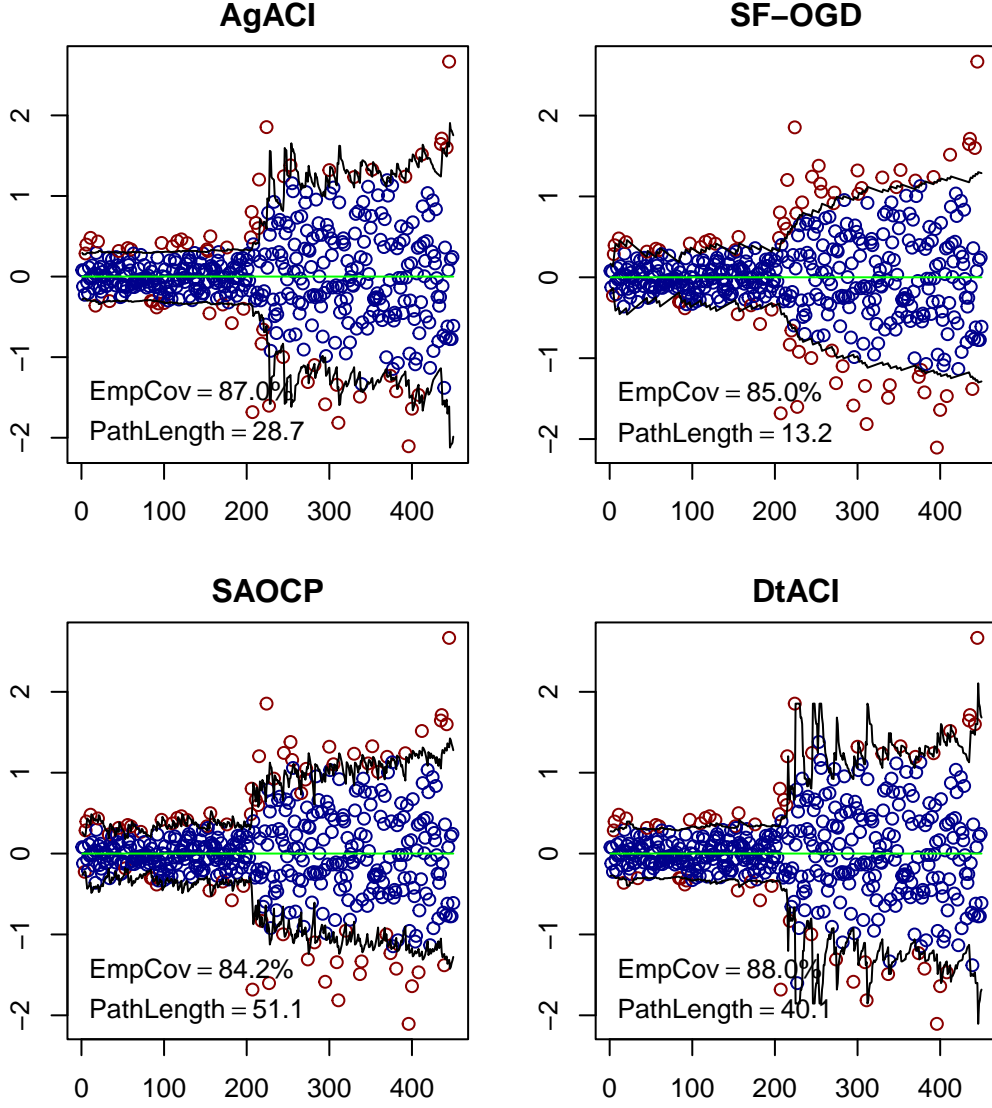 AgACI
2
1
0
−1
−2
EmpCov = 87.0%
PathLength = 28.7
0 100 200 300 400
SF−OGD
2
1
0
−1
−2
EmpCov = 85.0%
PathLength = 13.2
0 100 200 300 400
SAOCP
2
1
0
−1
−2
EmpCov = 84.2%
PathLength = 51.1
0 100 200 300 400
DtACI
2
1
0
−1
−2
EmpCov = 88.0%
PathLength = 40.1
0 100 200 300 400